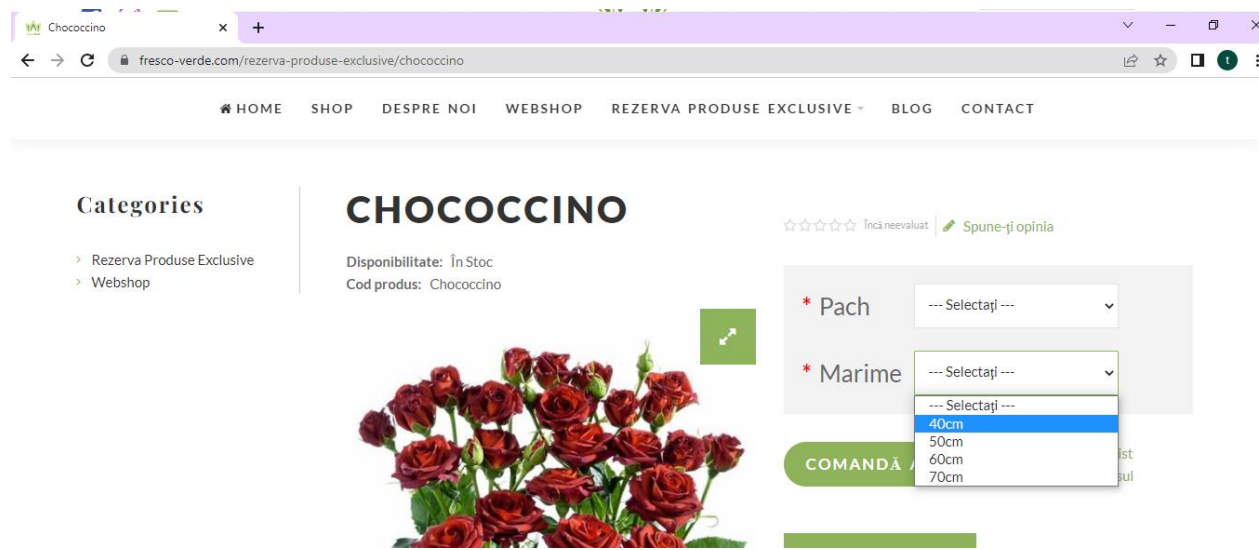 Chococcino
fresco-verde.com/rezerva-produse-exclusive/chococcino
t
HOME SHOP DESPRE NOI WEBSHOP REZERVA PRODUSE EXCLUSIVE BLOG CONTACT
Categories
Rezerva Produse Exclusive
Webshop
CHOCOCCINO
Disponibilitate: În Stoc
Cod produs: Chococcino
Încă neevaluat Spune-ți opinia
* Pach --- Selectați ---
* Marime --- Selectați ---
--- Selectați ---
40cm
50cm
60cm
70cm
COMANDĂ